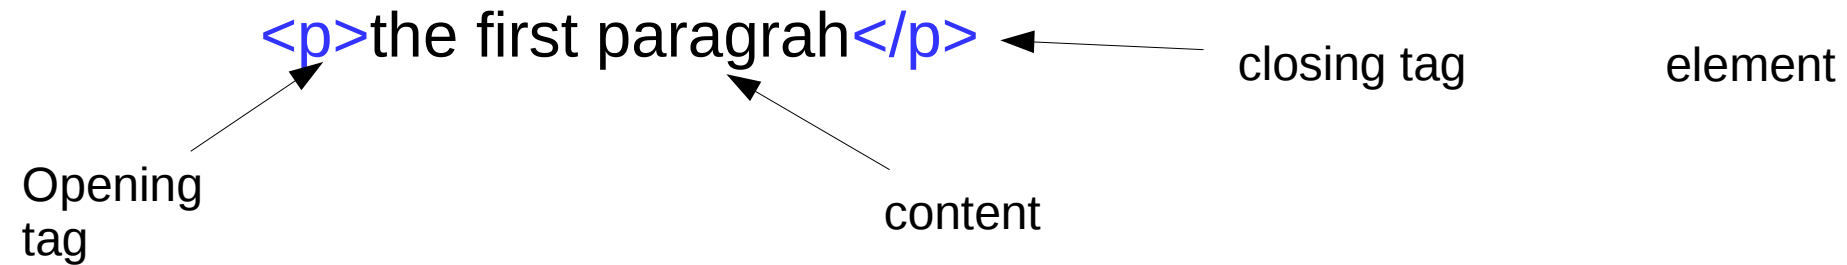 <p>the first paragrah</p>
closing tag
element
Opening
tag
content